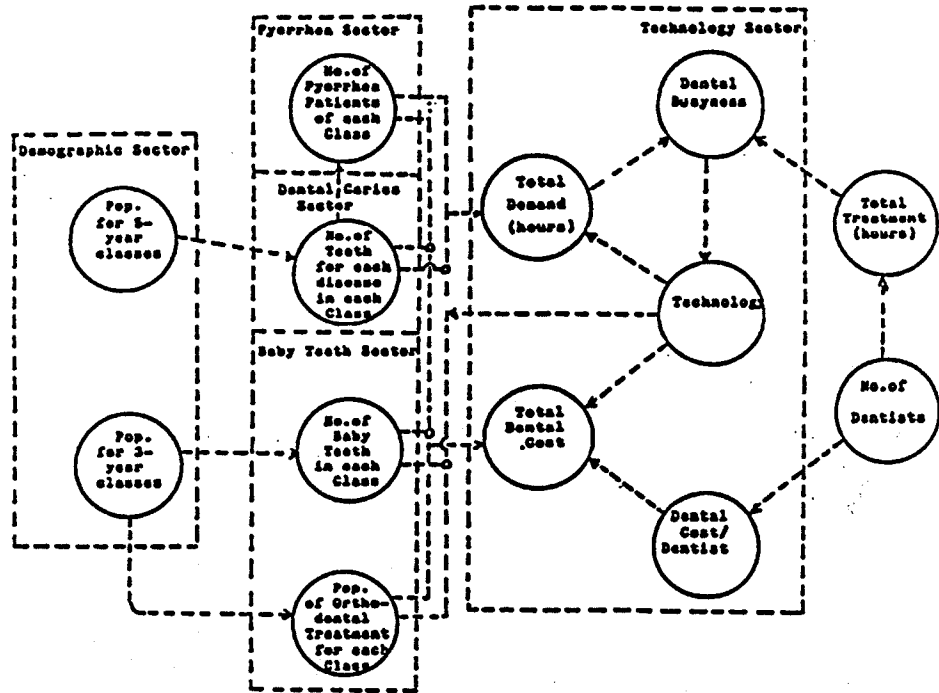 Pyorrhea Sector
Technology Sector
No.of
Pyorrhea
Patients
of each
Class
Dental
Busyness
Demographic Sector
Dental Caries
Sector
Total
Demand
(hours)
Pop.
for 5-
year
classes
No.of
Teeth
for each
disease
in each
Class
Total
Treatment
(hours)
Technology
Baby Teeth Sector
No.of
Dentists
Pop.
for 3-
year
classes
No.of
Baby
Teeth
in each
Class
Total
Dental
Cost
Dental
Cost/
Dentist
Pop.
of Ortho-
dental
Treatment
for each
Class